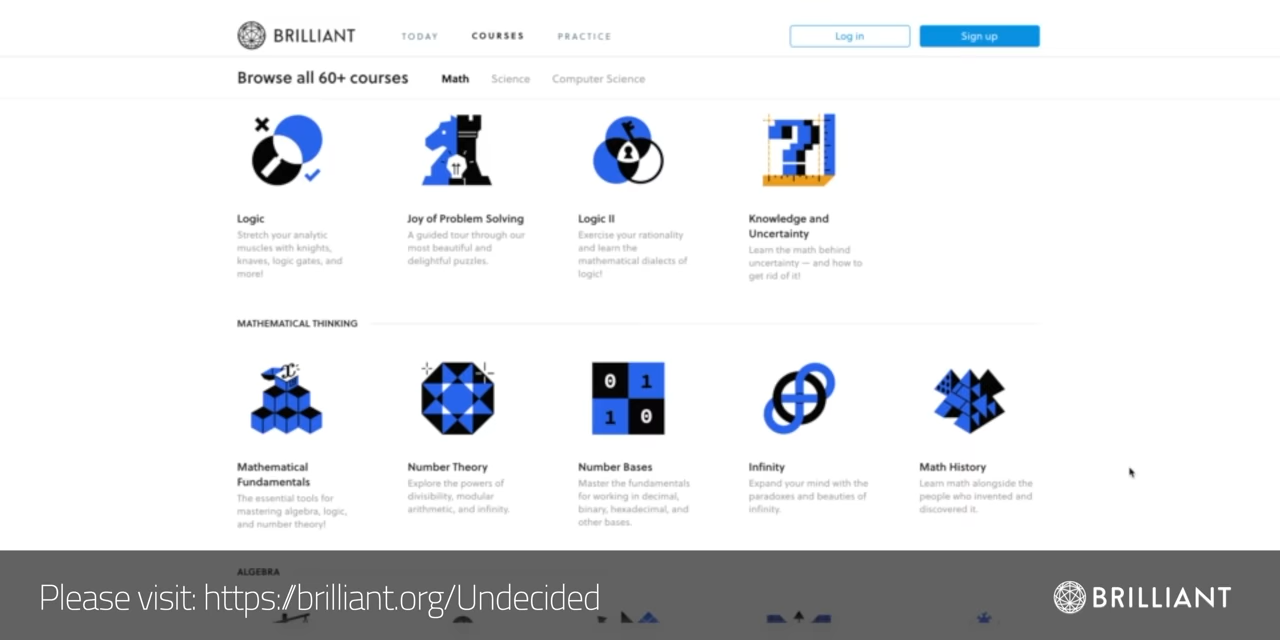 BRILLIANT
TODAY
COURSES
PRACTICE
Log in
Sign up
Browse all 60+ courses
Math
Science
Computer Science
Logic
Stretch your analytic
muscles with knights,
knaves, logic gates, and
more!
Joy of Problem Solving
A guided tour through our
most beautiful and
delightful puzzles.
Logic II
Exercise your rationality
and learn the
mathematical dialects of
logic!
?
Knowledge and
Uncertainty
Learn the math behind
uncertainty — and how to
get rid of it!
MATHEMATICAL THINKING
x
Mathematical
Fundamentals
The essential tools for
mastering algebra, logic,
and number theory!
Number Theory
Explore the powers of
divisibility, modular
arithmetic, and infinity.
0 1
1 0
Number Bases
Master the fundamentals
for working in decimal,
binary, hexadecimal, and
other bases.
Infinity
Expand your mind with the
paradoxes and beauties of
infinity.
Math History
Learn math alongside the
people who invented and
discovered it.
ALGEBRA
Please visit: https://brilliant.org/Undecided
BRILLIANT